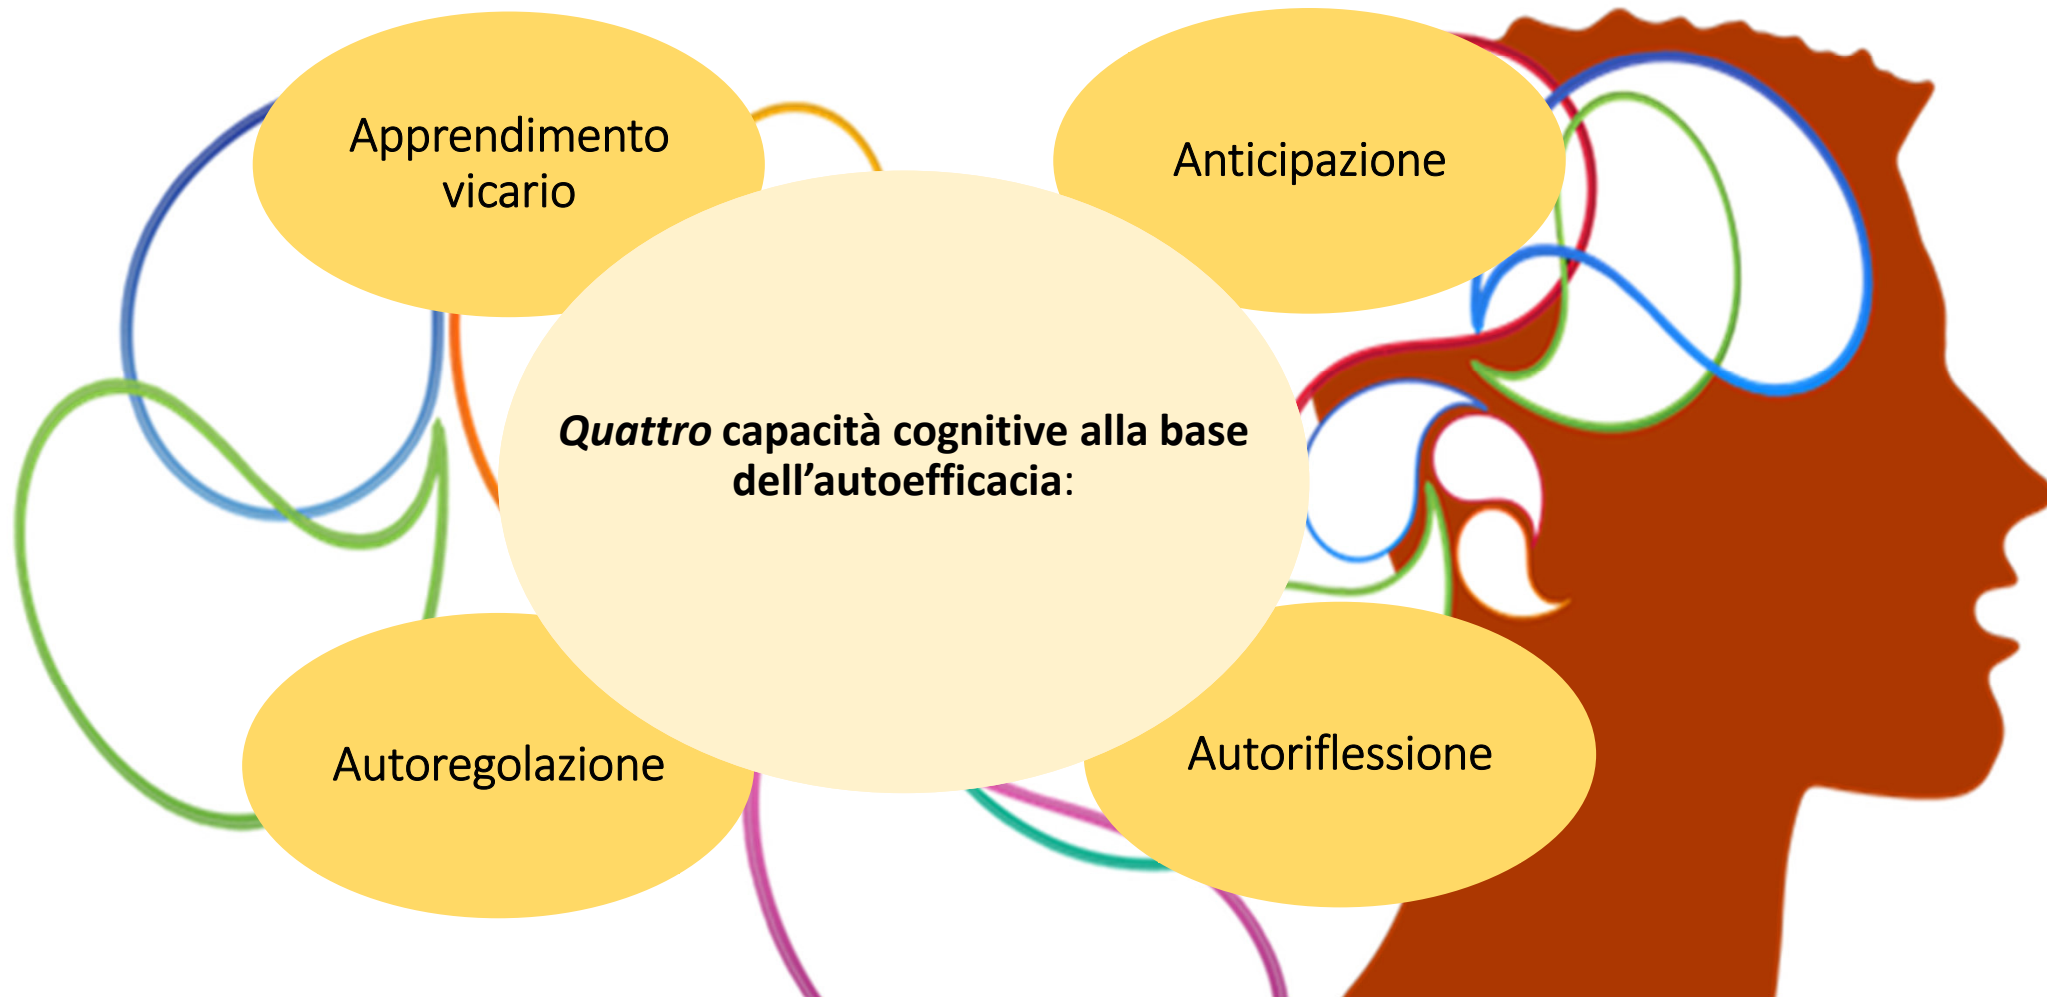 Apprendimento
vicario
Anticipazione
Quattro capacità cognitive alla base
dell’autoefficacia:
Autoregolazione
Autoriflessione